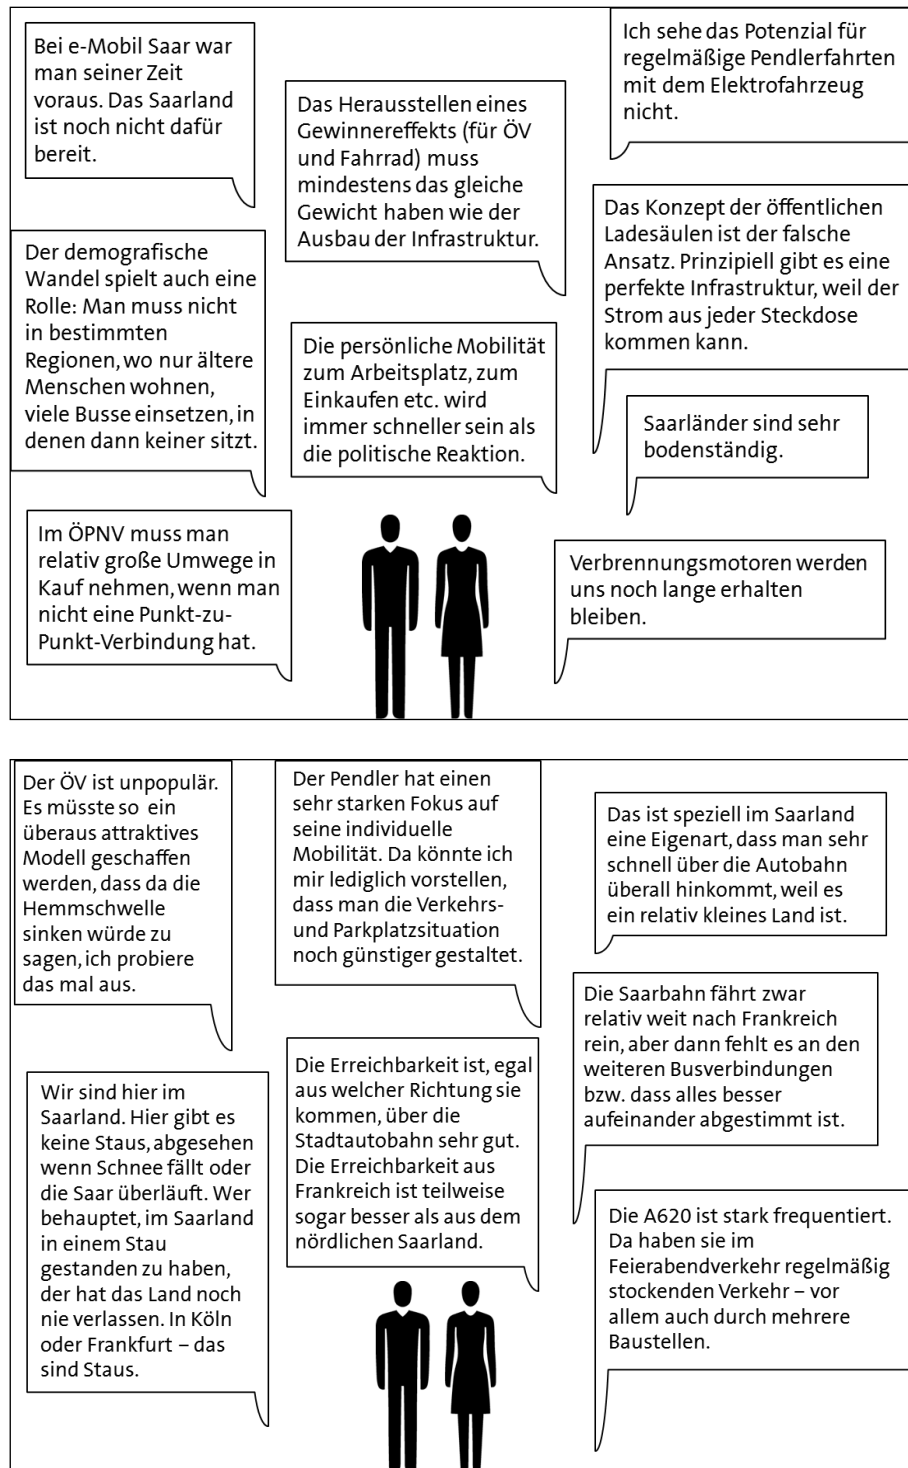 Bei e-Mobil Saar war
man seiner Zeit
voraus. Das Saarland
ist noch nicht dafür
bereit.
Das Herausstellen eines
Gewinnereffekts (für ÖV
und Fahrrad) muss
mindestens das gleiche
Gewicht haben wie der
Ausbau der Infrastruktur.
Ich sehe das Potenzial für
regelmäßige Pendlerfahrten
mit dem Elektrofahrzeug
nicht.
Der demografische
Wandel spielt auch eine
Rolle: Man muss nicht
in bestimmten
Regionen, wo nur ältere
Menschen wohnen,
viele Busse einsetzen, in
denen dann keiner sitzt.
Die persönliche Mobilität
zum Arbeitsplatz, zum
Einkaufen etc. wird
immer schneller sein als
die politische Reaktion.
Das Konzept der öffentlichen
Ladesäulen ist der falsche
Ansatz. Prinzipiell gibt es eine
perfekte Infrastruktur, weil der
Strom aus jeder Steckdose
kommen kann.
Saarländer sind sehr
bodenständig.
Im ÖPNV muss man
relativ große Umwege in
Kauf nehmen, wenn man
nicht eine Punkt-zu-
Punkt-Verbindung hat.
Verbrennungsmotoren werden
uns noch lange erhalten
bleiben.
Der ÖV ist unpopulär.
Es müsste so ein
überaus attraktives
Modell geschaffen
werden, dass da die
Hemmschwelle
sinken würde zu
sagen, ich probiere
das mal aus.
Der Pendler hat einen
sehr starken Fokus auf
seine individuelle
Mobilität. Da könnte ich
mir lediglich vorstellen,
dass man die Verkehrs-
und Parkplatzsituation
noch günstiger gestaltet.
Das ist speziell im Saarland
eine Eigenart, dass man sehr
schnell über die Autobahn
überall hinkommt, weil es
ein relativ kleines Land ist.
Die Saarbahn fährt zwar
relativ weit nach Frankreich
rein, aber dann fehlt es an den
weiteren Busverbindungen
bzw. dass alles besser
aufeinander abgestimmt ist.
Wir sind hier im
Saarland. Hier gibt es
keine Staus, abgesehen
wenn Schnee fällt oder
die Saar überläuft. Wer
behauptet, im Saarland
in einem Stau
gestanden zu haben,
der hat das Land noch
nie verlassen. In Köln
oder Frankfurt – das
sind Staus.
Die Erreichbarkeit ist, egal
aus welcher Richtung sie
kommen, über die
Stadtautobahn sehr gut.
Die Erreichbarkeit aus
Frankreich ist teilweise
sogar besser als aus dem
nördlichen Saarland.
Die A620 ist stark frequentiert.
Da haben sie im
Feierabendverkehr regelmäßig
stockenden Verkehr – vor
allem auch durch mehrere
Baustellen.